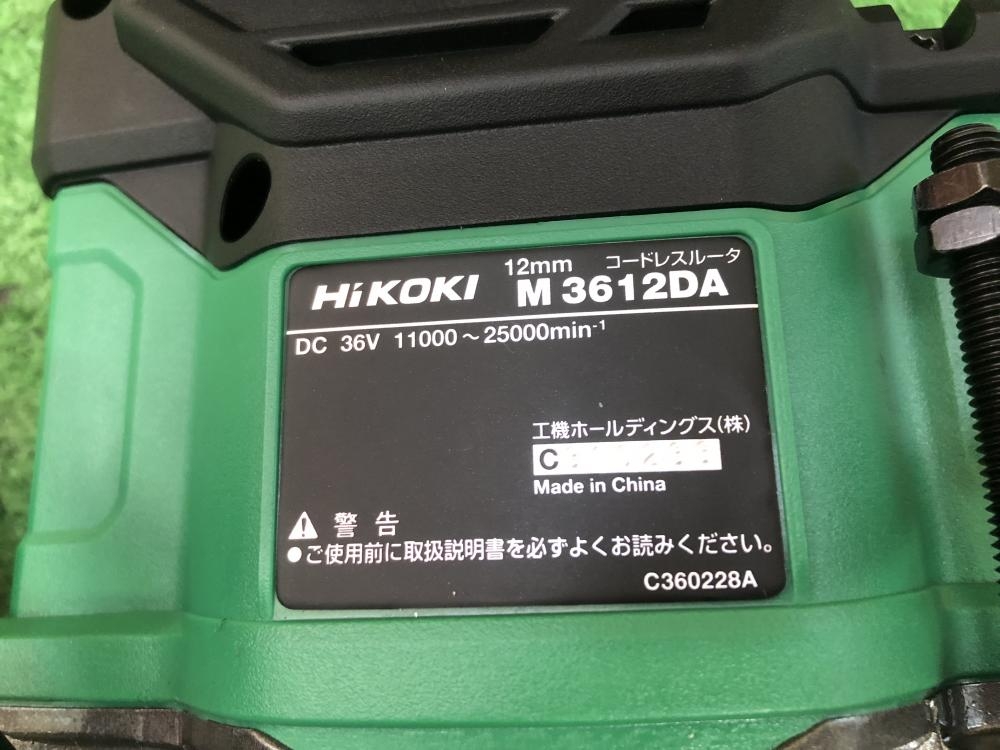 12mm コードレスルータ
HiKOKI M 3612DA
DC 36V 11000～25000min-1
工機ホールディングス(株)
C
Made in China
⚠ 警告
●ご使用前に取扱説明書を必ずよくお読みください。
C360228A